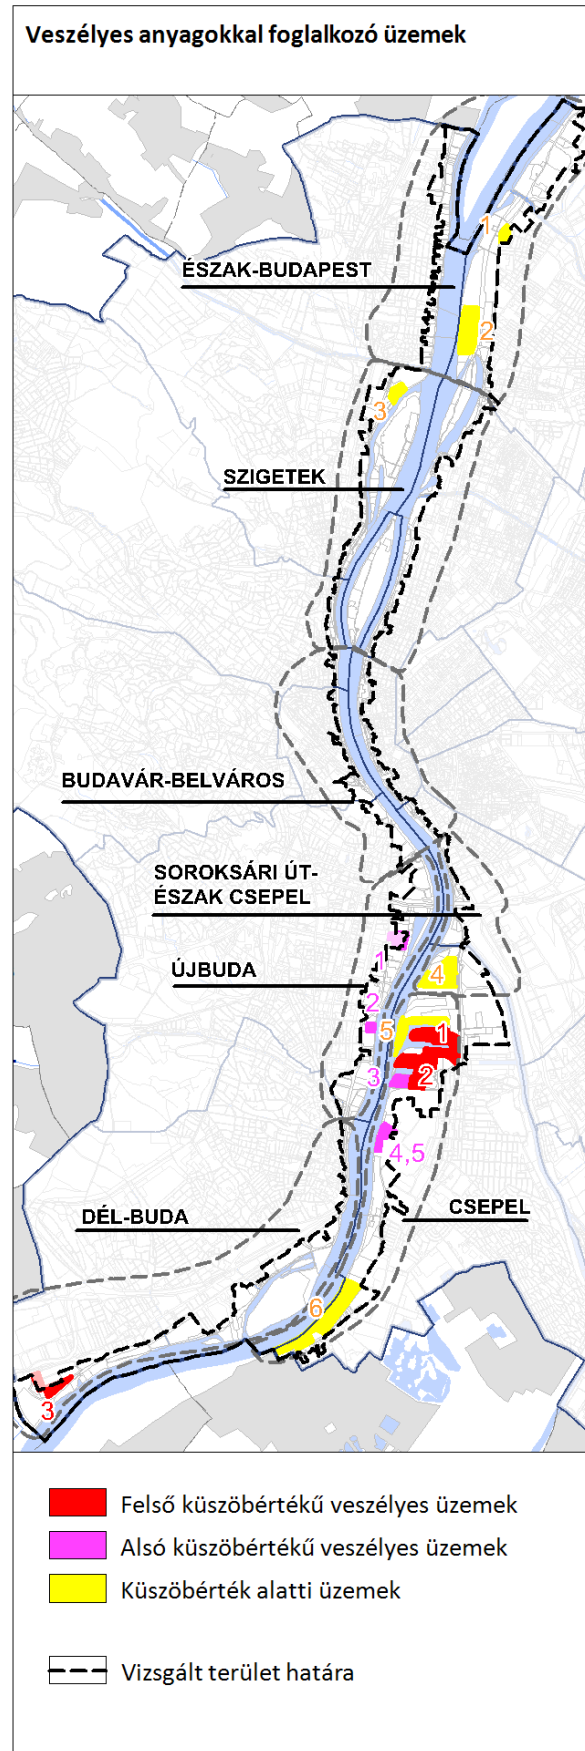 Veszélyes anyagokkal foglalkozó üzemek
1
ÉSZAK-BUDAPEST
2
3
SZIGETEK
BUDAVÁR-BELVÁROS
SOROKSÁRI ÚT-
ÉSZAK CSEPEL
1
4
ÚJBUDA
2
5
1
3
2
4,5
CSEPEL
DÉL-BUDA
6
3
Felső küszöbértékű veszélyes üzemek
Alsó küszöbértékű veszélyes üzemek
Küszöbérték alatti üzemek
Vizsgált terület határa